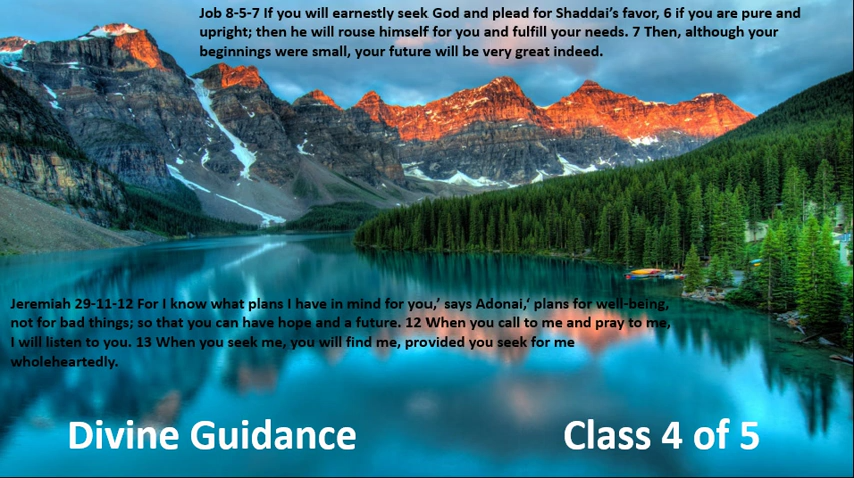 Job 8-5-7 If you will earnestly seek God and plead for Shaddai’s favor, 6 if you are pure and
upright; then he will rouse himself for you and fulfill your needs. 7 Then, although your
beginnings were small, your future will be very great indeed.
Jeremiah 29-11-12 For I know what plans I have in mind for you,’ says Adonai,‘ plans for well-being,
not for bad things; so that you can have hope and a future. 12 When you call to me and pray to me,
I will listen to you. 13 When you seek me, you will find me, provided you seek for me
wholeheartedly.
Divine Guidance Class 4 of 5